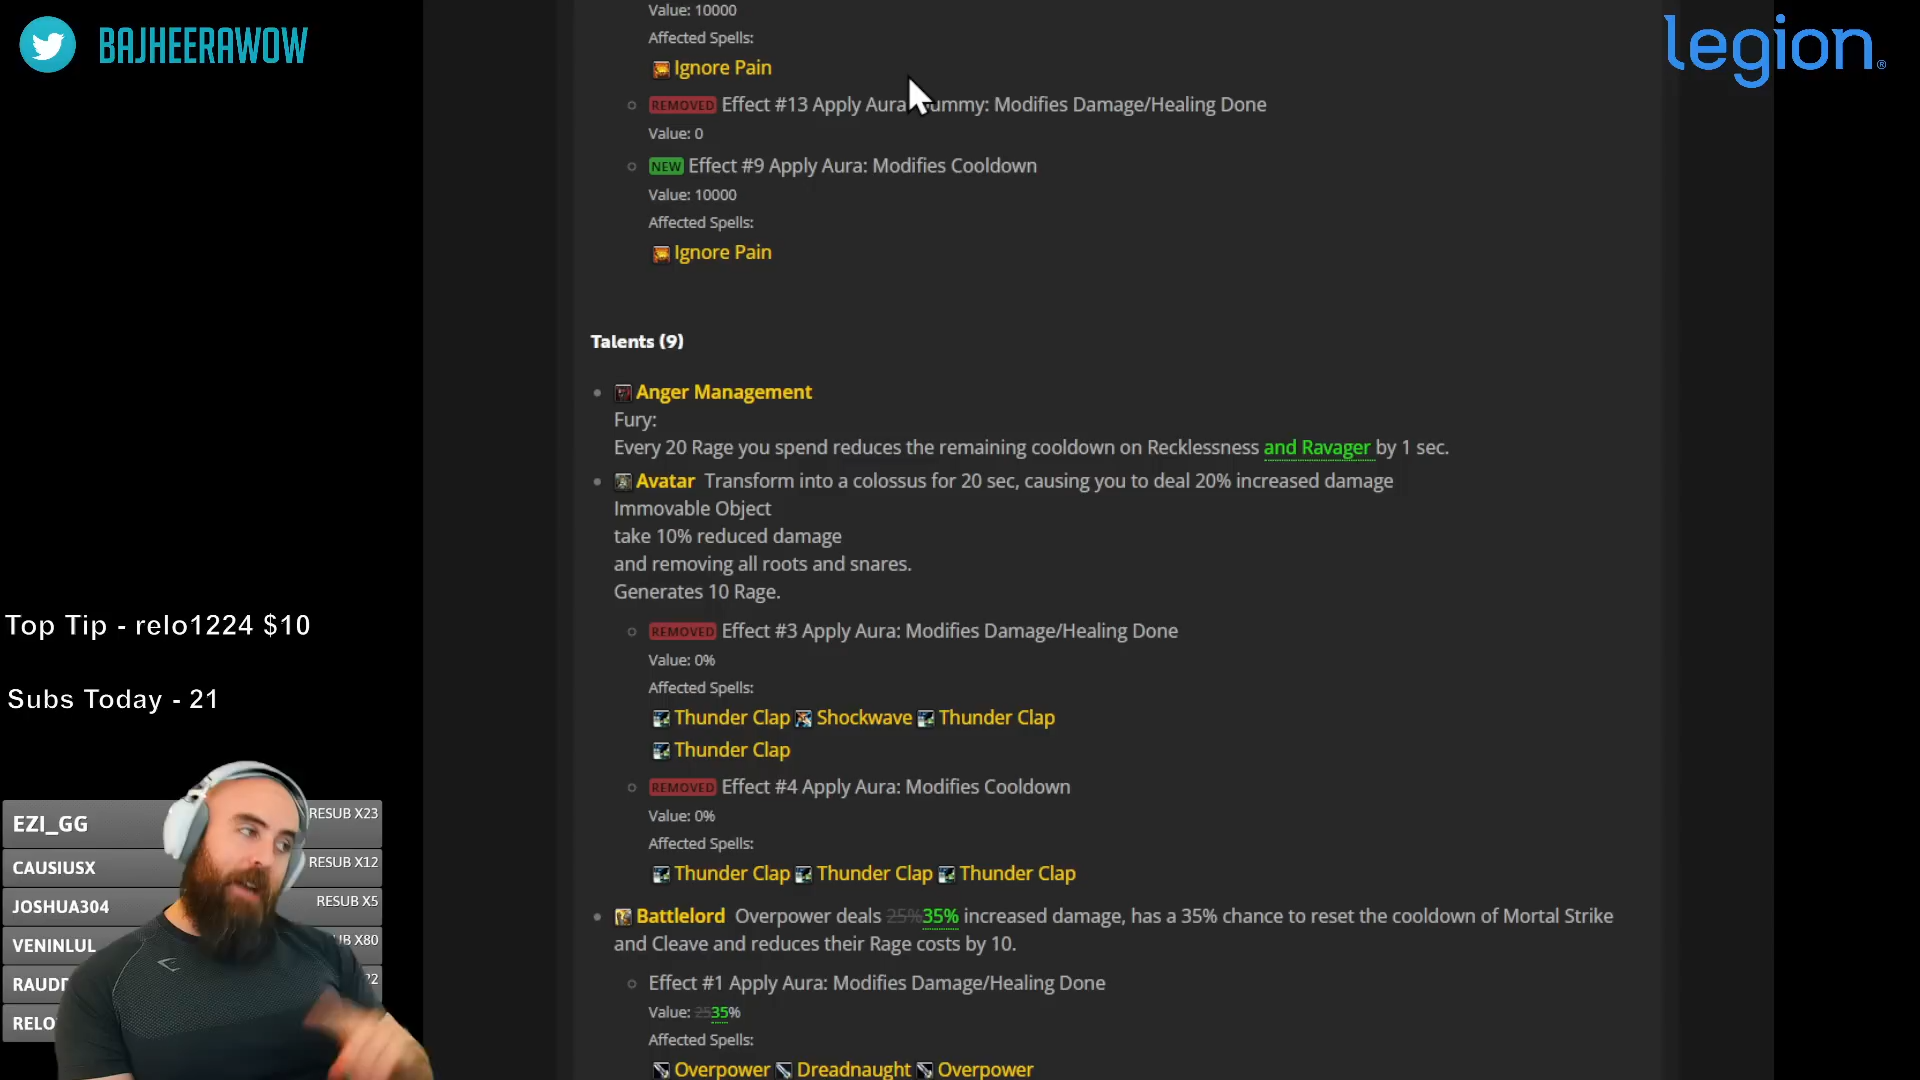 BAJHEERAWOW
legion®
Value: 10000
Affected Spells:
Ignore Pain
REMOVED Effect #13 Apply Aura: Dummy: Modifies Damage/Healing Done
Value: 0
NEW Effect #9 Apply Aura: Modifies Cooldown
Value: 10000
Affected Spells:
Ignore Pain
Talents (9)
Anger Management
Fury:
Every 20 Rage you spend reduces the remaining cooldown on Recklessness and Ravager by 1 sec.
Avatar Transform into a colossus for 20 sec, causing you to deal 20% increased damage
Immovable Object
take 10% reduced damage
and removing all roots and snares.
Generates 10 Rage.
REMOVED Effect #3 Apply Aura: Modifies Damage/Healing Done
Value: 0%
Affected Spells:
Thunder Clap Shockwave Thunder Clap
Thunder Clap
REMOVED Effect #4 Apply Aura: Modifies Cooldown
Value: 0%
Affected Spells:
Thunder Clap Thunder Clap Thunder Clap
Battlelord Overpower deals 25%35% increased damage, has a 35% chance to reset the cooldown of Mortal Strike
and Cleave and reduces their Rage costs by 10.
Effect #1 Apply Aura: Modifies Damage/Healing Done
Value: 2535%
Affected Spells:
Overpower Dreadnaught Overpower
Top Tip - relo1224 $10
Subs Today - 21
EZI_GG RESUB X23
CAUSIUSX RESUB X12
JOSHUA304 RESUB X5
VENINLUL X80